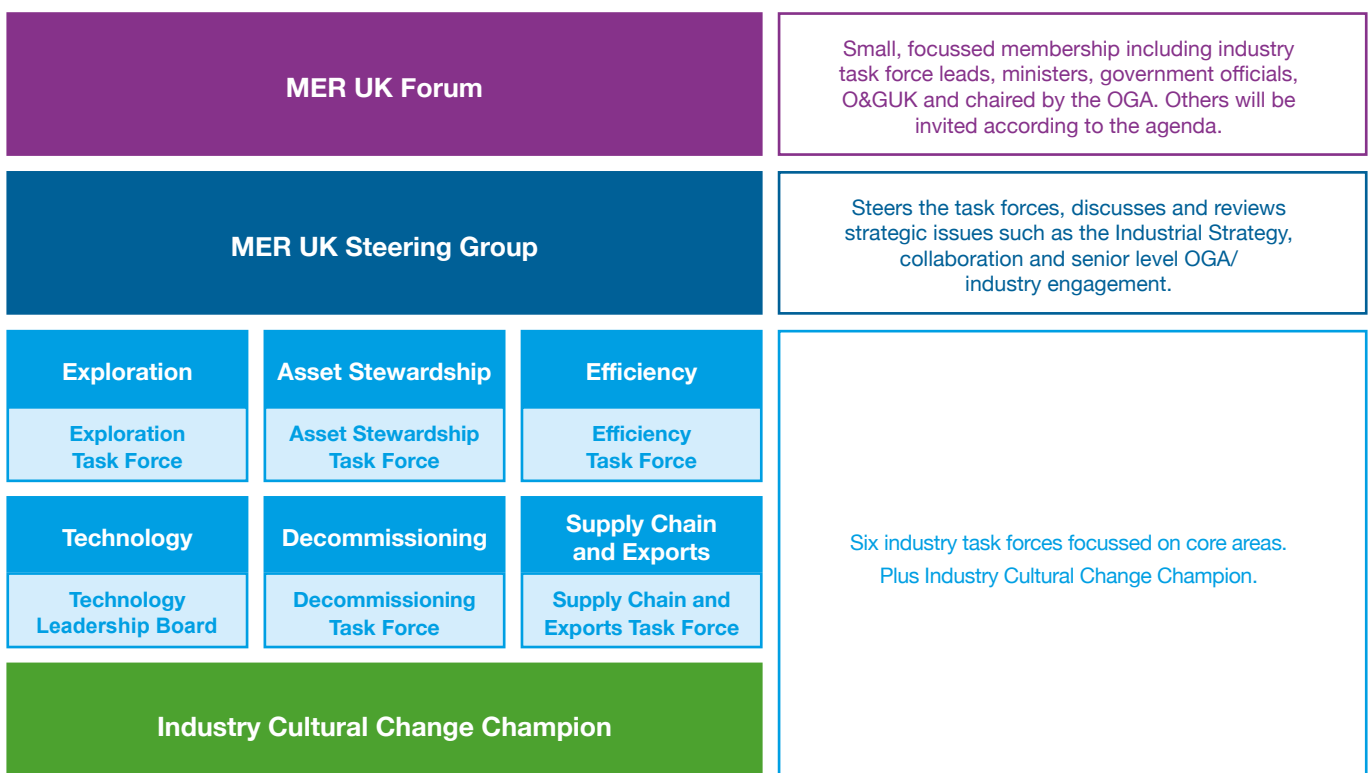 MER UK Forum
Small, focussed membership including industry
task force leads, ministers, government officials,
O&GUK and chaired by the OGA. Others will be
invited according to the agenda.
MER UK Steering Group
Steers the task forces, discusses and reviews
strategic issues such as the Industrial Strategy,
collaboration and senior level OGA/
industry engagement.
Exploration
Exploration
Task Force
Asset Stewardship
Asset Stewardship
Task Force
Efficiency
Efficiency
Task Force
Technology
Technology
Leadership Board
Decommissioning
Decommissioning
Task Force
Supply Chain
and Exports
Supply Chain and
Exports Task Force
Six industry task forces focussed on core areas.
Plus Industry Cultural Change Champion.
Industry Cultural Change Champion